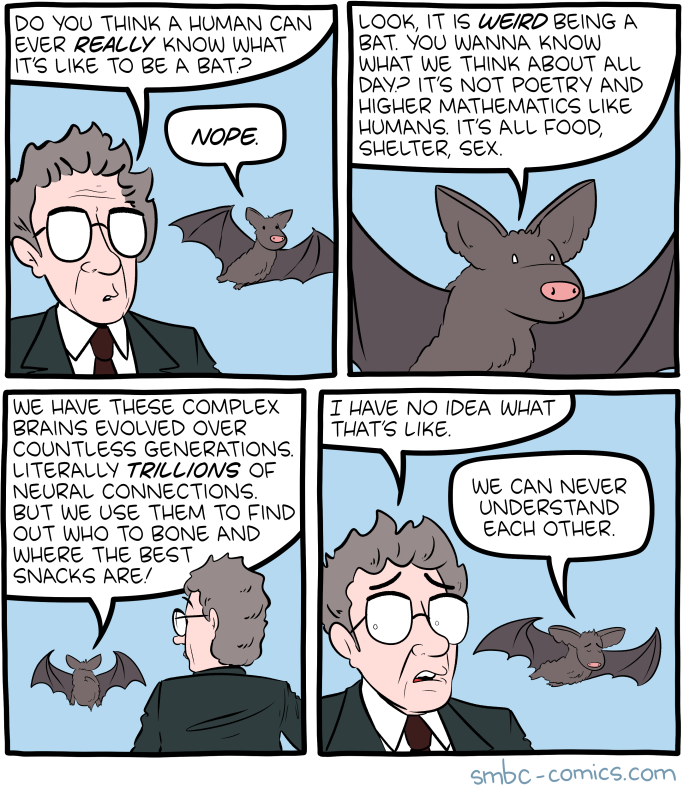 DO YOU THINK A HUMAN CAN
EVER REALLY KNOW WHAT
IT'S LIKE TO BE A BAT?
NOPE.
LOOK, IT IS WEIRD BEING A
BAT. YOU WANNA KNOW
WHAT WE THINK ABOUT ALL
DAY? IT'S NOT POETRY AND
HIGHER MATHEMATICS LIKE
HUMANS. IT'S ALL FOOD,
SHELTER, SEX.
WE HAVE THESE COMPLEX
BRAINS EVOLVED OVER
COUNTLESS GENERATIONS.
LITERALLY TRILLIONS OF
NEURAL CONNECTIONS.
BUT WE USE THEM TO FIND
OUT WHO TO BONE AND
WHERE THE BEST
SNACKS ARE!
I HAVE NO IDEA WHAT
THAT'S LIKE.
WE CAN NEVER
UNDERSTAND
EACH OTHER.
smbc-comics.com